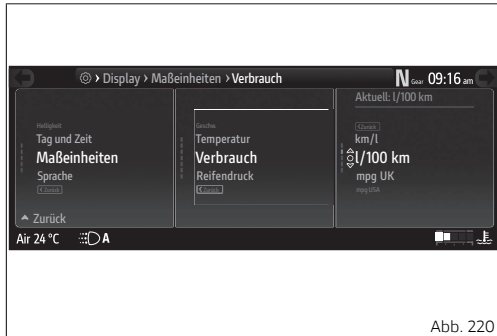 Display > Maßeinheiten > Verbrauch
N Gear 09:16 am
Helligkeit
Tag und Zeit
Maßeinheiten
Sprache
Zurück
Zurück
Geschw.
Temperatur
Verbrauch
Reifendruck
Zurück
Aktuell: l/100 km
Zurück
km/l
l/100 km
mpg UK
mpg USA
Air 24 °C
A
Abb. 220